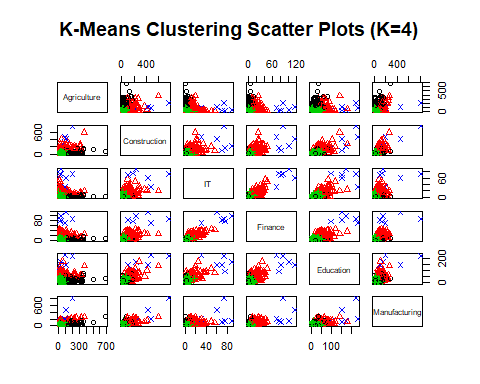 K-Means Clustering Scatter Plots (K=4)
0 400
0 60 120
0 400
Agriculture
0 500
0 600
Construction
IT
0 60
0 80
Finance
Education
0 200
0 600
Manufacturing
0 300 700
0 40 80
0 100